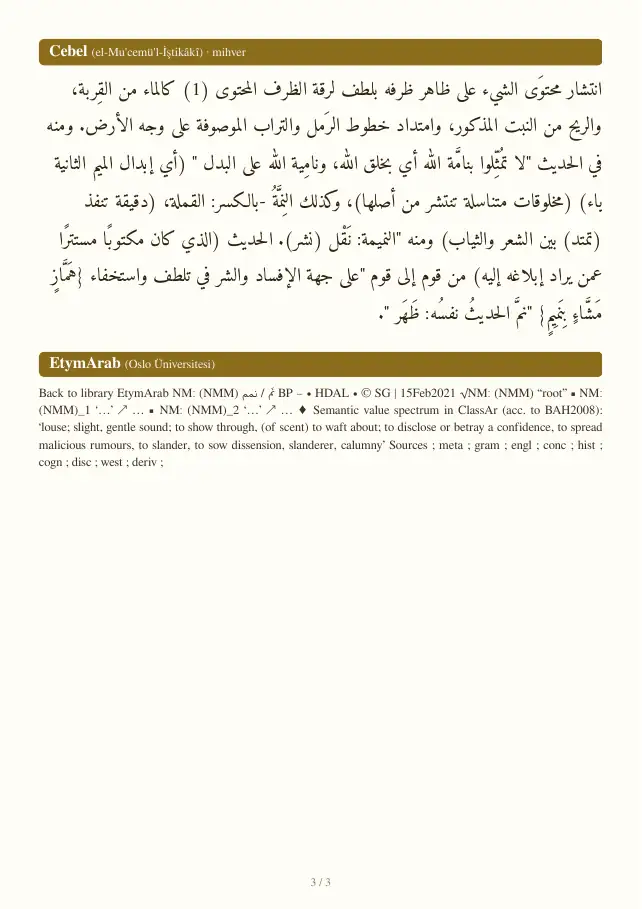 Cebel (el-Mu'cemü'l-İştikâkî) · mihver
انتشار محتوَى الشيء على ظاهر ظرفه بلطف لرقة الظرف المحتوى (1) كالماء من القِربة،
والريح من النبت المذكور، وامتداد خطوط الرَمل والتراب الموصوفة على وجه الأرض. ومنه
في الحديث "لا تُمثِّلوا بنامَّة الله أي بخلق الله، ونامِية الله على البدل " (أي إبدال الميم الثانية
ياء) (مخلوقات متناسلة تنتشر من أصلها)، وكذلك النِمَّةُ -بالكسر: القملة، (دقيقة تنفذ
(تمتد) بين الشعر والثياب) ومنه "النميمة: نَقْل (نشر). الحديث (الذي كان مكتوبًا مستترًا
عمن يراد إبلاغه إليه) من قوم إلى قوم "على جهة الإفساد والشر في تلطف واستخفاء {هَمَّازٍ
مَشَّاءٍ بِنَمِيمٍ} "نمَّ الحديثُ نفسُه: ظَهَر ".
EtymArab (Oslo Üniversitesi)
Back to library EtymArab NM: (NMM) نمّ / نمم BP – • HDAL • © SG | 15Feb2021 √NM: (NMM) “root” ▪ NM:
(NMM)_1 ‘…’ ↗ … ▪ NM: (NMM)_2 ‘…’ ↗ … ♦ Semantic value spectrum in ClassAr (acc. to BAH2008):
‘louse; slight, gentle sound; to show through, (of scent) to waft about; to disclose or betray a confidence, to spread
malicious rumours, to slander, to sow dissension, slanderer, calumny’ Sources ; meta ; gram ; engl ; conc ; hist ;
cogn ; disc ; west ; deriv ;
3 / 3